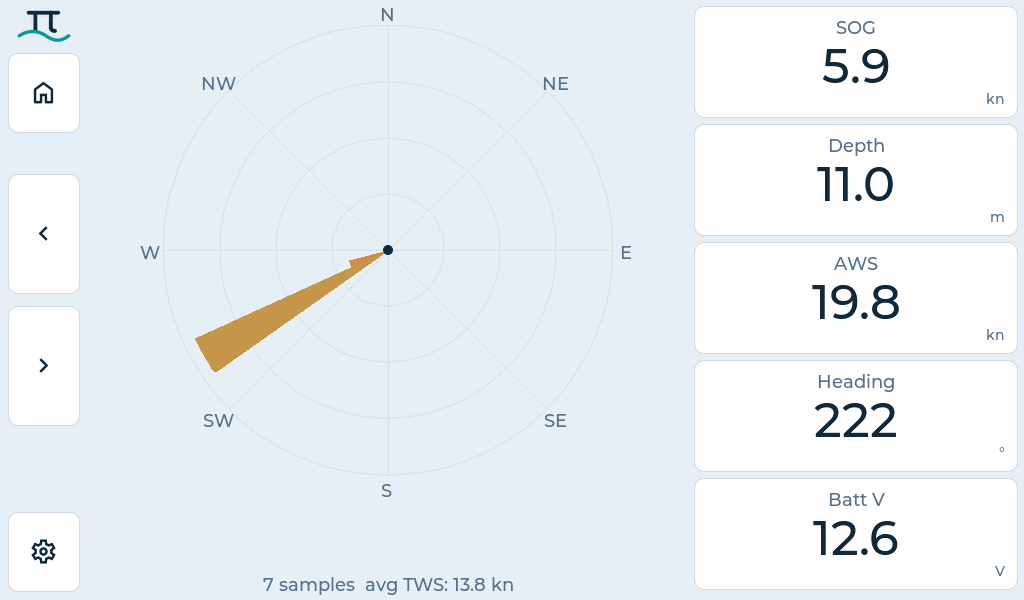 N
NW
NE
W
E
SW
SE
S
7 samples  avg TWS: 13.8 kn
SOG
5.9
kn
Depth
11.0
m
AWS
19.8
kn
Heading
222
°
Batt V
12.6
V